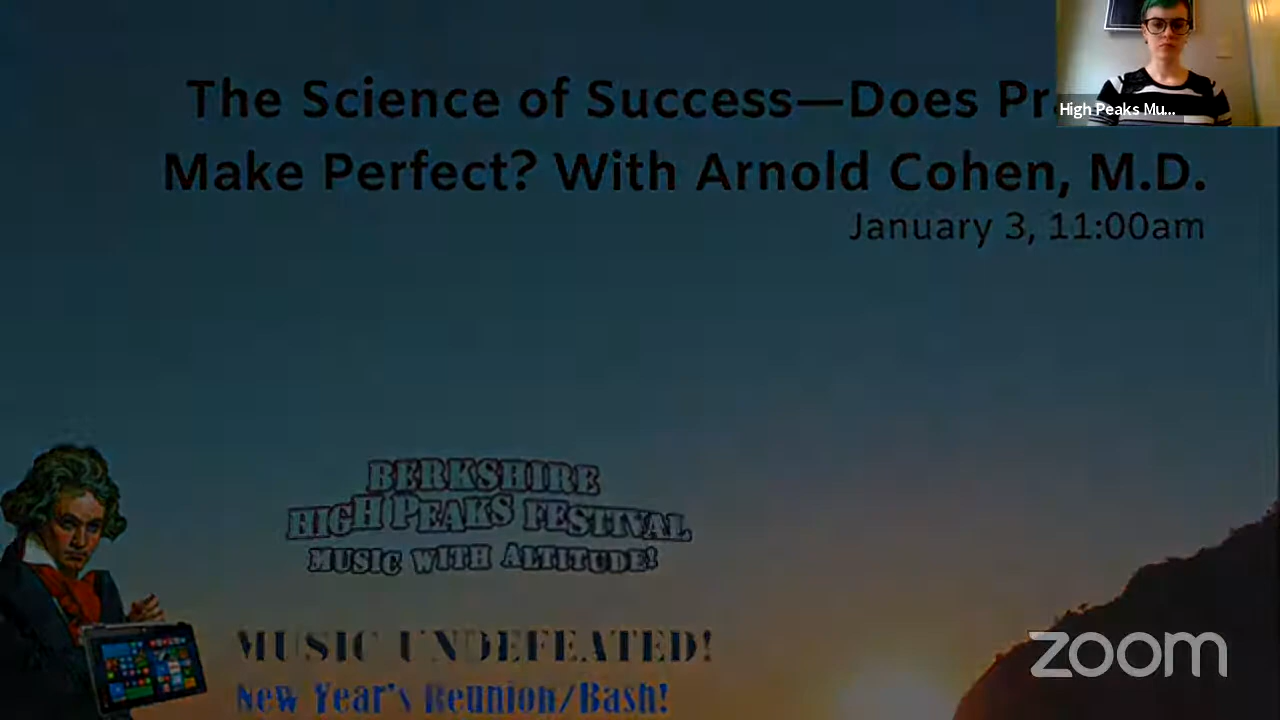 The Science of Success—Does Pr
Make Perfect? With Arnold Cohen, M.D.
January 3, 11:00am
High Peaks Mu...
BERKSHIRE
HIGH PEAKS FESTIVAL
MUSIC WITH ALTITUDE!
MUSIC UNDEFEATED!
New Year's Reunion/Bash!
zoom